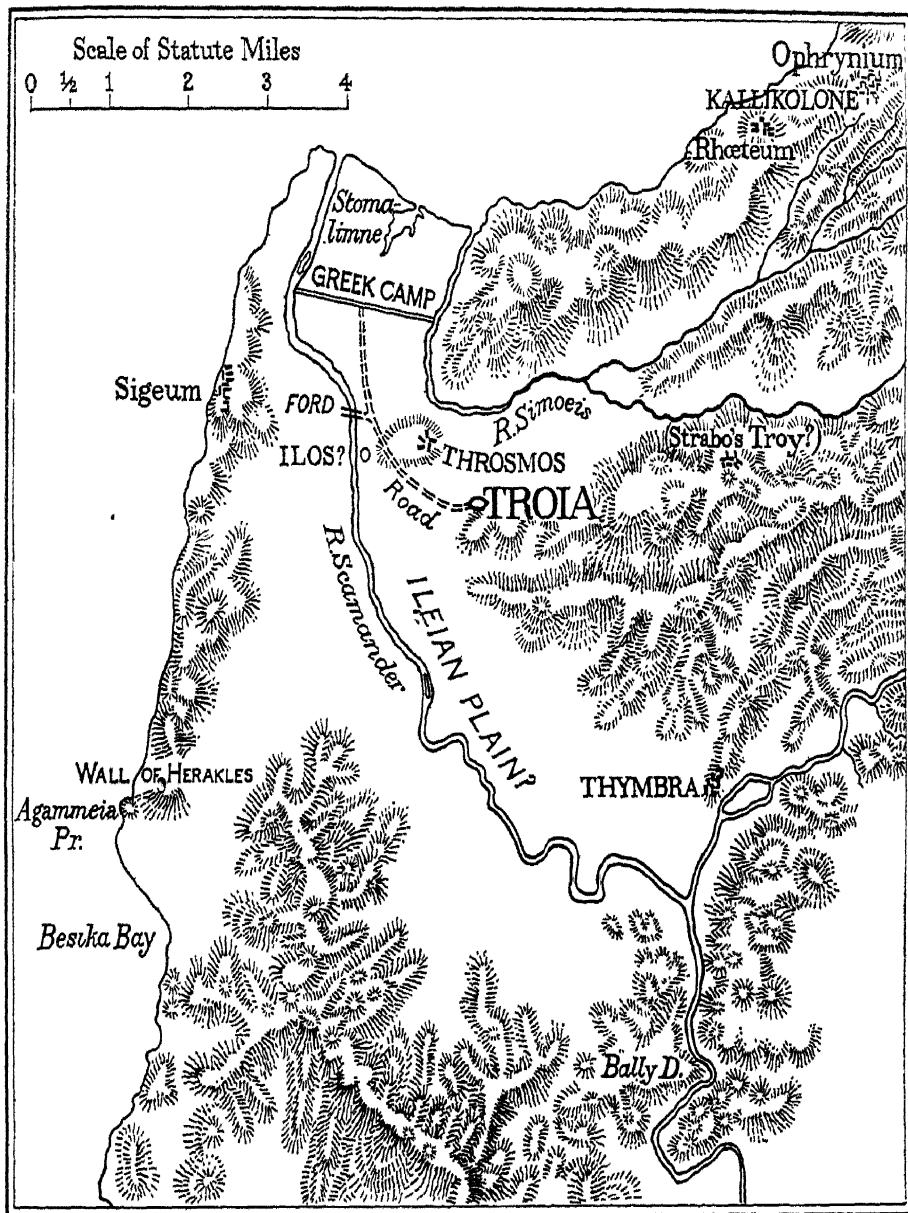 Scale of Statute Miles
0 ½ 1 2 3 4
Ophrynium
KALLIKOLONE
Rhœteum
Stoma-
limne
GREEK CAMP
Sigeum
FORD
R. Simoeis
ILOS?
THROSMOS
Strabo's Troy?)
Road
TROIA
R. Scamander
ILEIAN PLAIN?
WALL OF HERAKLES
THYMBRA
Agammeia
Pr.
Besika Bay
Bally D.